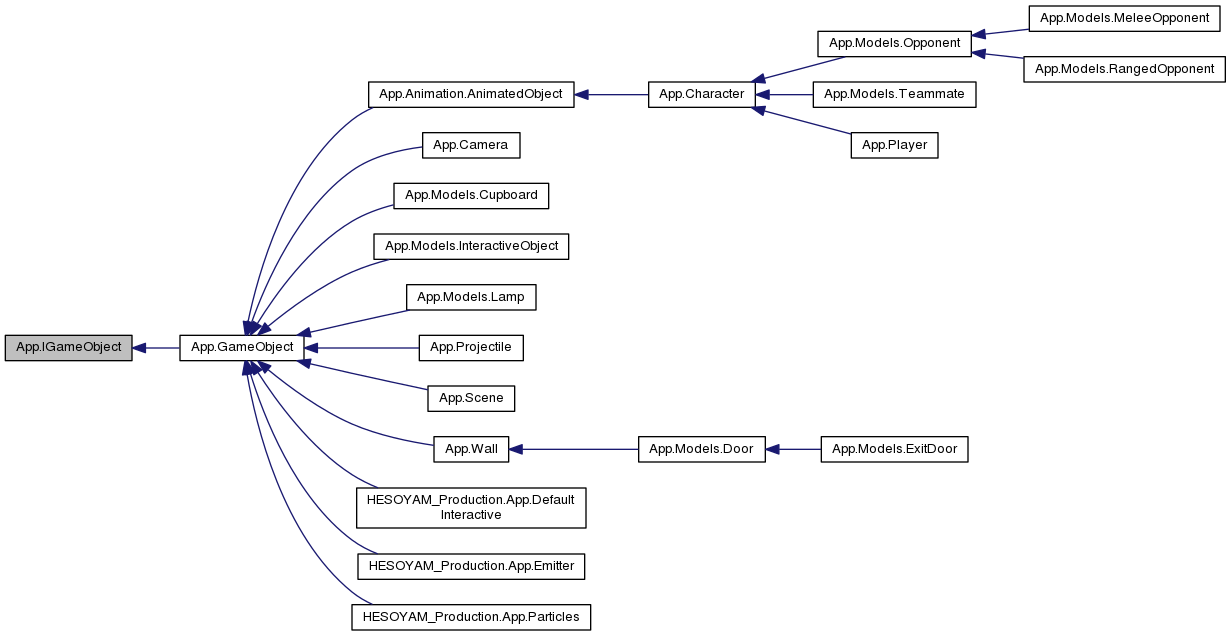 App.Models.MeleeOpponent
App.Models.Opponent
App.Models.RangedOpponent
App.Animation.AnimatedObject
App.Character
App.Models.Teammate
App.Camera
App.Player
App.Models.Cupboard
App.Models.InteractiveObject
App.Models.Lamp
App.IGameObject
App.GameObject
App.Projectile
App.Scene
App.Wall
App.Models.Door
App.Models.ExitDoor
HESOYAM_Production.App.Default
Interactive
HESOYAM_Production.App.Emitter
HESOYAM_Production.App.Particles